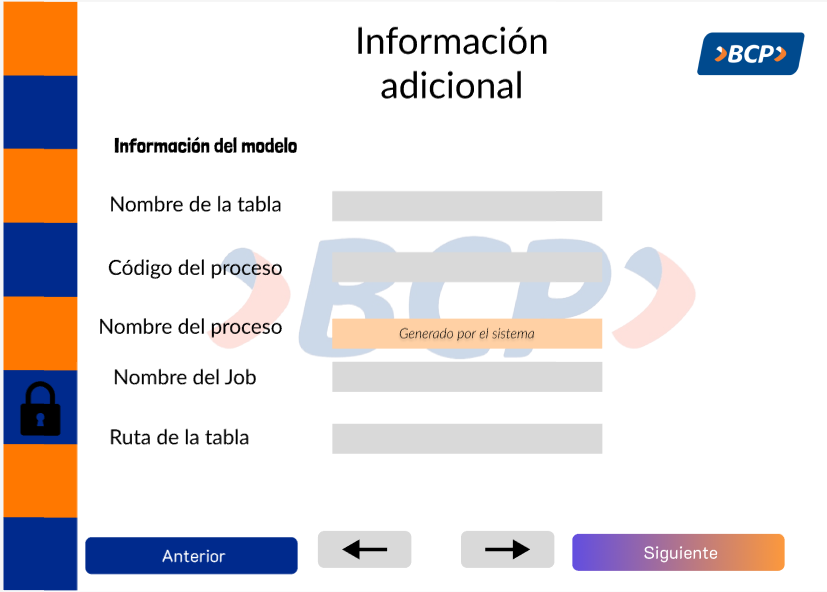 Información
adicional
BCP
Información del modelo
Nombre de la tabla
Código del proceso
BCP
Nombre del proceso
Generado por el sistema
Nombre del Job
Ruta de la tabla
Anterior
Siguiente